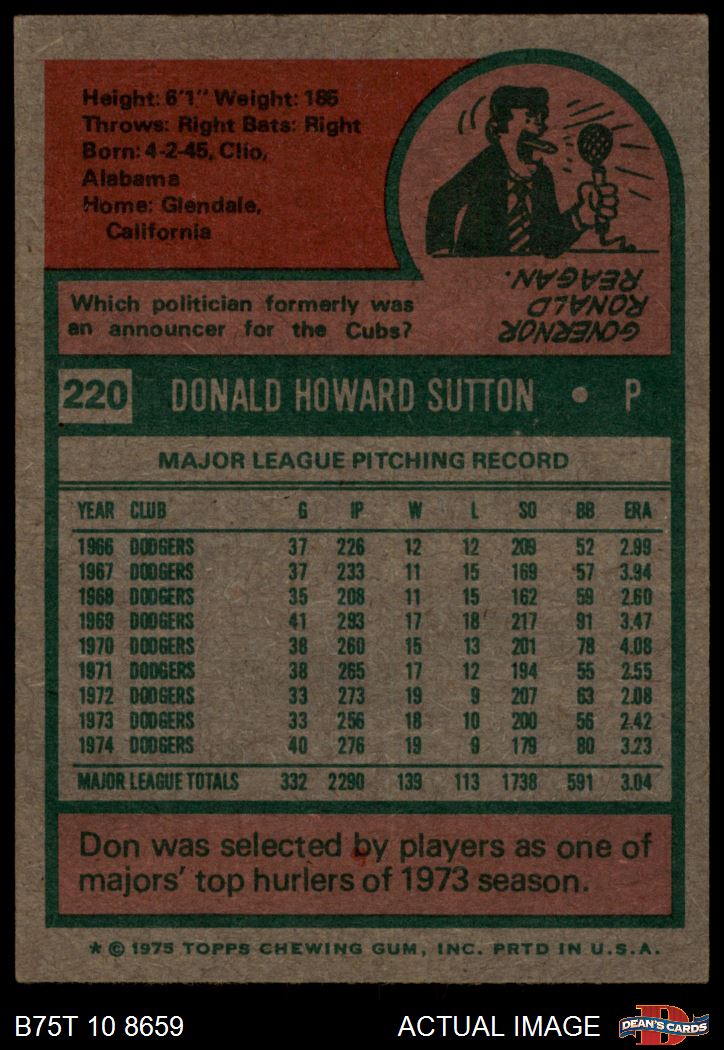 Height: 6'1" Weight: 185
Throws: Right Bats: Right
Born: 4-2-45, Clio,
Alabama
Home: Glendale,
California
Which politician formerly was
an announcer for the Cubs?
GOVERNOR
RONALD
REAGAN.
220 DONALD HOWARD SUTTON • P
MAJOR LEAGUE PITCHING RECORD
YEAR CLUB G IP W L SO BB ERA
1966 DODGERS 37 226 12 12 209 52 2.99
1967 DODGERS 37 233 11 15 169 57 3.94
1968 DODGERS 35 208 11 15 162 59 2.60
1969 DODGERS 41 293 17 18 217 91 3.47
1970 DODGERS 38 260 15 13 201 78 4.08
1971 DODGERS 38 265 17 12 194 55 2.55
1972 DODGERS 33 273 19 9 207 63 2.08
1973 DODGERS 33 256 18 10 200 56 2.42
1974 DODGERS 40 276 19 9 179 80 3.23
MAJOR LEAGUE TOTALS 332 2290 139 113 1738 591 3.04
Don was selected by players as one of
majors' top hurlers of 1973 season.
* © 1975 TOPPS CHEWING GUM, INC. PRTD IN U.S.A.
B75T 10 8659 ACTUAL IMAGE D DEAN'S CARDS